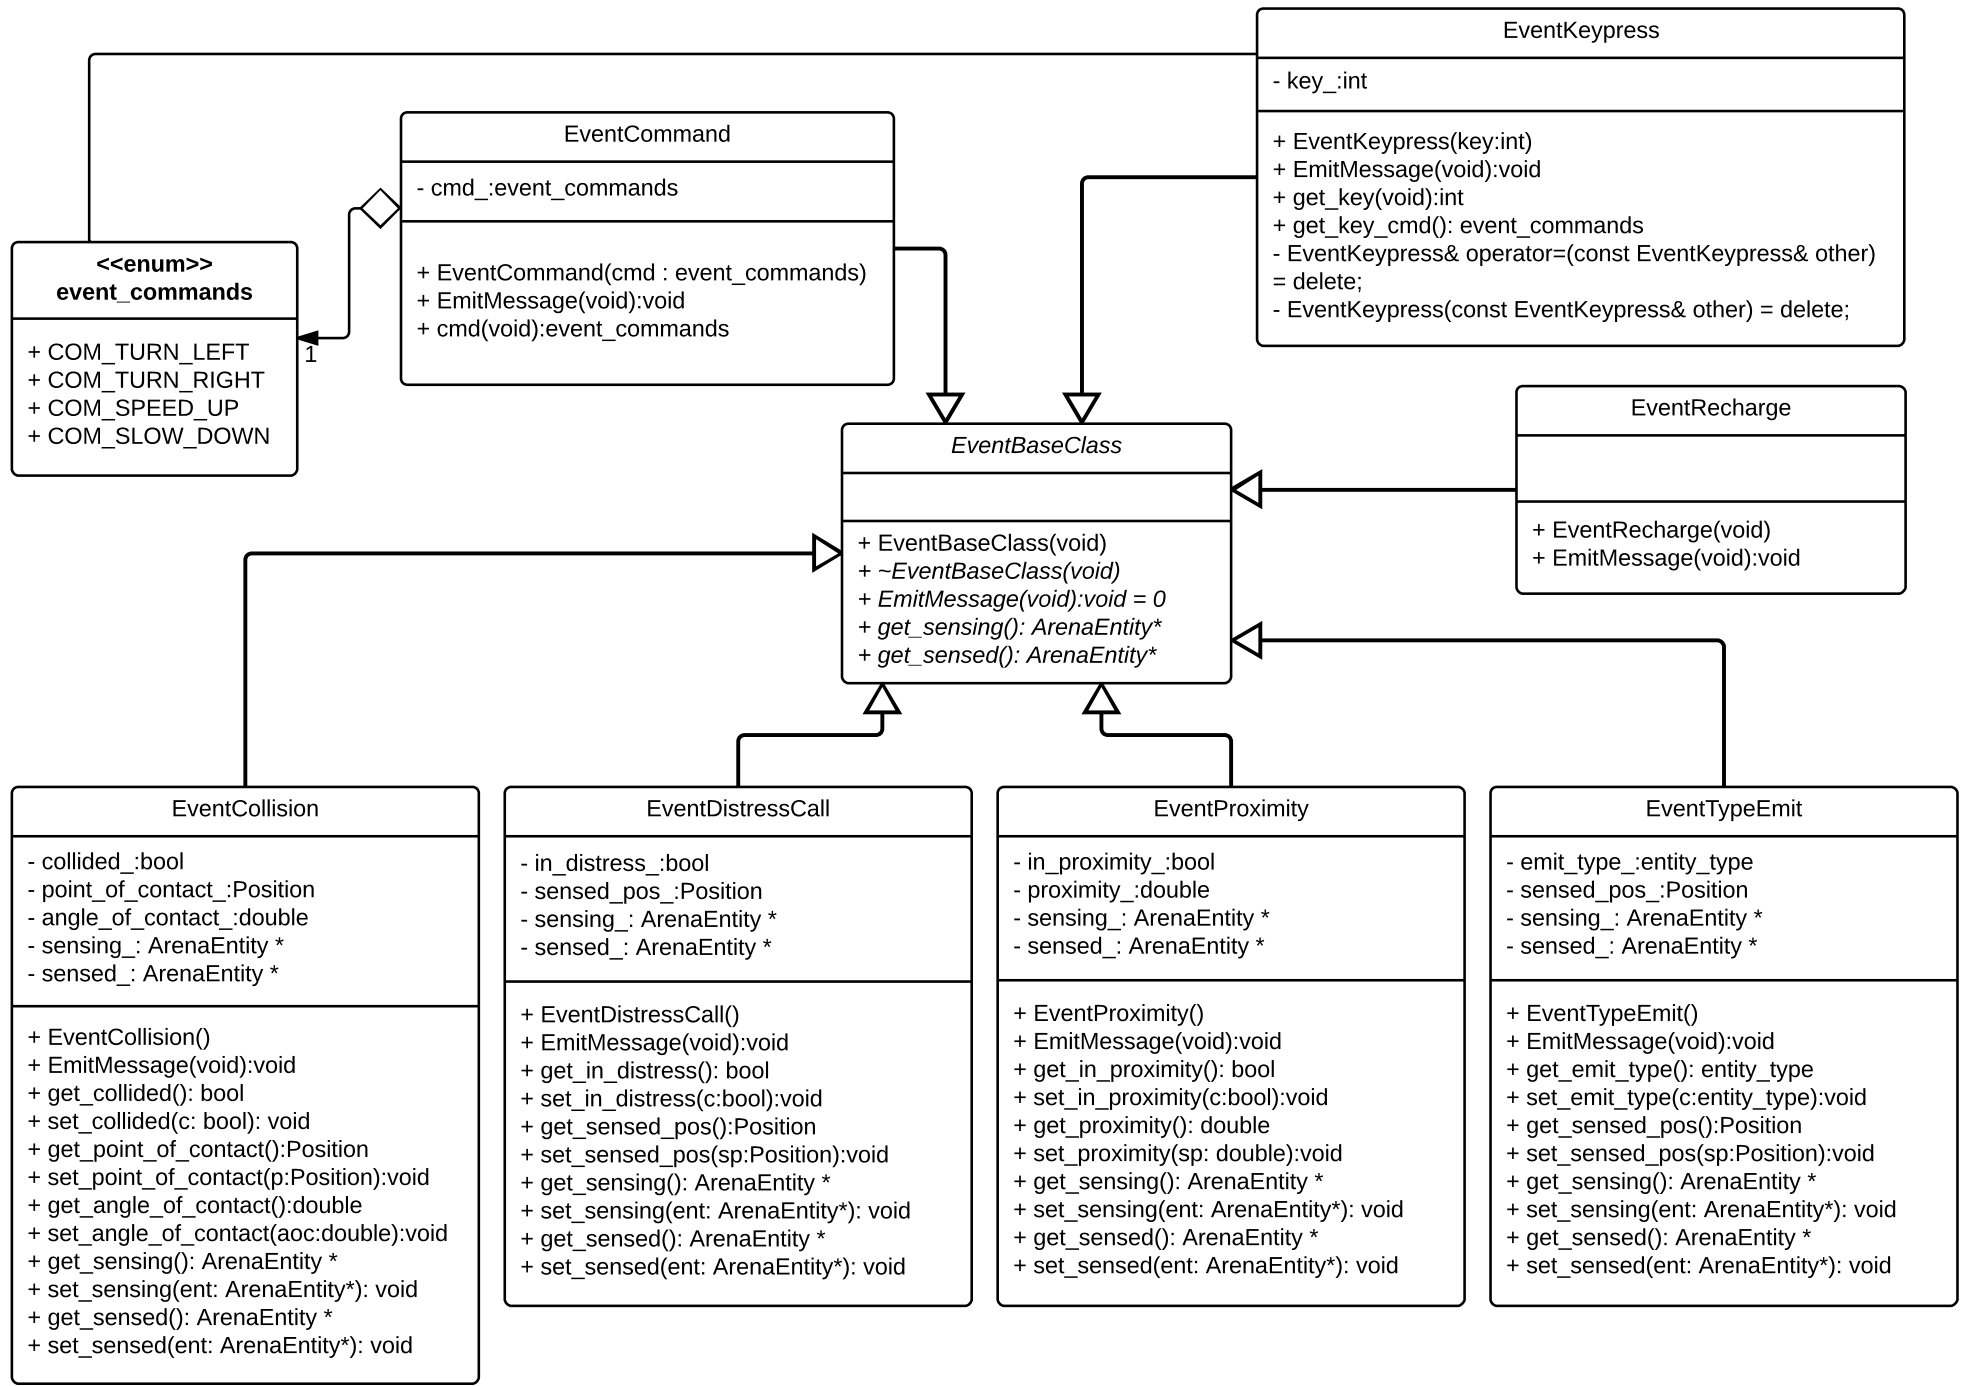 EventKeypress
- key_:int
+ EventKeypress(key:int)
+ EmitMessage(void):void
+ get_key(void):int
+ get_key_cmd(): event_commands
- EventKeypress& operator=(const EventKeypress& other)
= delete;
- EventKeypress(const EventKeypress& other) = delete;
EventCommand
- cmd_:event_commands
+ EventCommand(cmd : event_commands)
+ EmitMessage(void):void
+ cmd(void):event_commands
<<enum>>
event_commands
+ COM_TURN_LEFT
+ COM_TURN_RIGHT
+ COM_SPEED_UP
+ COM_SLOW_DOWN
1
EventBaseClass
+ EventBaseClass(void)
+ ~EventBaseClass(void)
+ EmitMessage(void):void = 0
+ get_sensing(): ArenaEntity*
+ get_sensed(): ArenaEntity*
EventRecharge
+ EventRecharge(void)
+ EmitMessage(void):void
EventCollision
- collided_:bool
- point_of_contact_:Position
- angle_of_contact_:double
- sensing_: ArenaEntity *
- sensed_: ArenaEntity *
+ EventCollision()
+ EmitMessage(void):void
+ get_collided(): bool
+ set_collided(c: bool): void
+ get_point_of_contact():Position
+ set_point_of_contact(p:Position):void
+ get_angle_of_contact():double
+ set_angle_of_contact(aoc:double):void
+ get_sensing(): ArenaEntity *
+ set_sensing(ent: ArenaEntity*): void
+ get_sensed(): ArenaEntity *
+ set_sensed(ent: ArenaEntity*): void
EventDistressCall
- in_distress_:bool
- sensed_pos_:Position
- sensing_: ArenaEntity *
- sensed_: ArenaEntity *
+ EventDistressCall()
+ EmitMessage(void):void
+ get_in_distress(): bool
+ set_in_distress(c:bool):void
+ get_sensed_pos():Position
+ set_sensed_pos(sp:Position):void
+ get_sensing(): ArenaEntity *
+ set_sensing(ent: ArenaEntity*): void
+ get_sensed(): ArenaEntity *
+ set_sensed(ent: ArenaEntity*): void
EventProximity
- in_proximity_:bool
- proximity_:double
- sensing_: ArenaEntity *
- sensed_: ArenaEntity *
+ EventProximity()
+ EmitMessage(void):void
+ get_in_proximity(): bool
+ set_in_proximity(c:bool):void
+ get_proximity(): double
+ set_proximity(sp: double):void
+ get_sensing(): ArenaEntity *
+ set_sensing(ent: ArenaEntity*): void
+ get_sensed(): ArenaEntity *
+ set_sensed(ent: ArenaEntity*): void
EventTypeEmit
- emit_type_:entity_type
- sensed_pos_:Position
- sensing_: ArenaEntity *
- sensed_: ArenaEntity *
+ EventTypeEmit()
+ EmitMessage(void):void
+ get_emit_type(): entity_type
+ set_emit_type(c:entity_type):void
+ get_sensed_pos():Position
+ set_sensed_pos(sp:Position):void
+ get_sensing(): ArenaEntity *
+ set_sensing(ent: ArenaEntity*): void
+ get_sensed(): ArenaEntity *
+ set_sensed(ent: ArenaEntity*): void